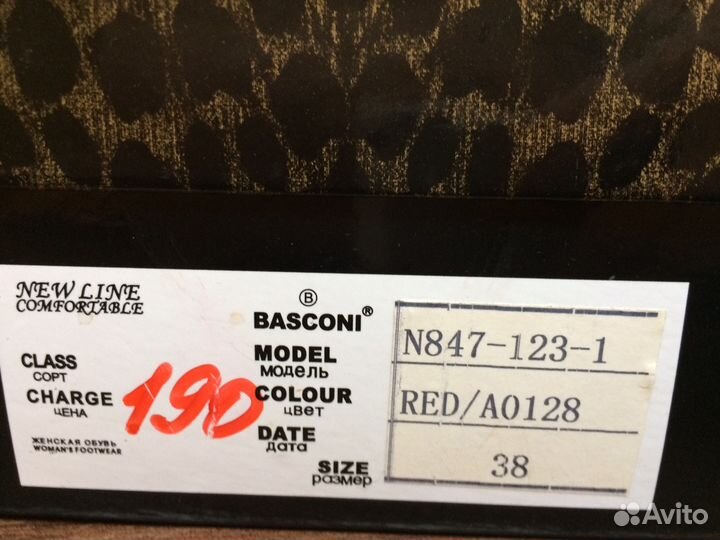 NEW LINE
COMFORTABLE
CLASS
СОРТ
CHARGE
ЦЕНА
190
ЖЕНСКАЯ ОБУВЬ
WOMAN'S FOOTWEAR
B
BASCONI®
MODEL
МОДЕЛЬ
COLOUR
ЦВЕТ
DATE
ДАТА
SIZE
РАЗМЕР
N847-123-1
RED/A0128
38
Avito